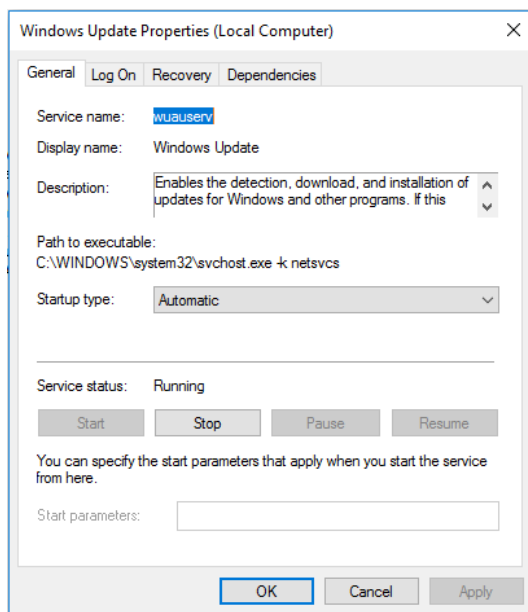 Windows Update Properties (Local Computer)
General Log On Recovery Dependencies
Service name: wuauserv
Display name: Windows Update
Description: Enables the detection, download, and installation of
updates for Windows and other programs. If this
Path to executable:
C:\WINDOWS\system32\svchost.exe -k netsvcs
Startup type: Automatic
Service status: Running
Start Stop Pause Resume
You can specify the start parameters that apply when you start the service
from here.
Start parameters:
OK Cancel Apply